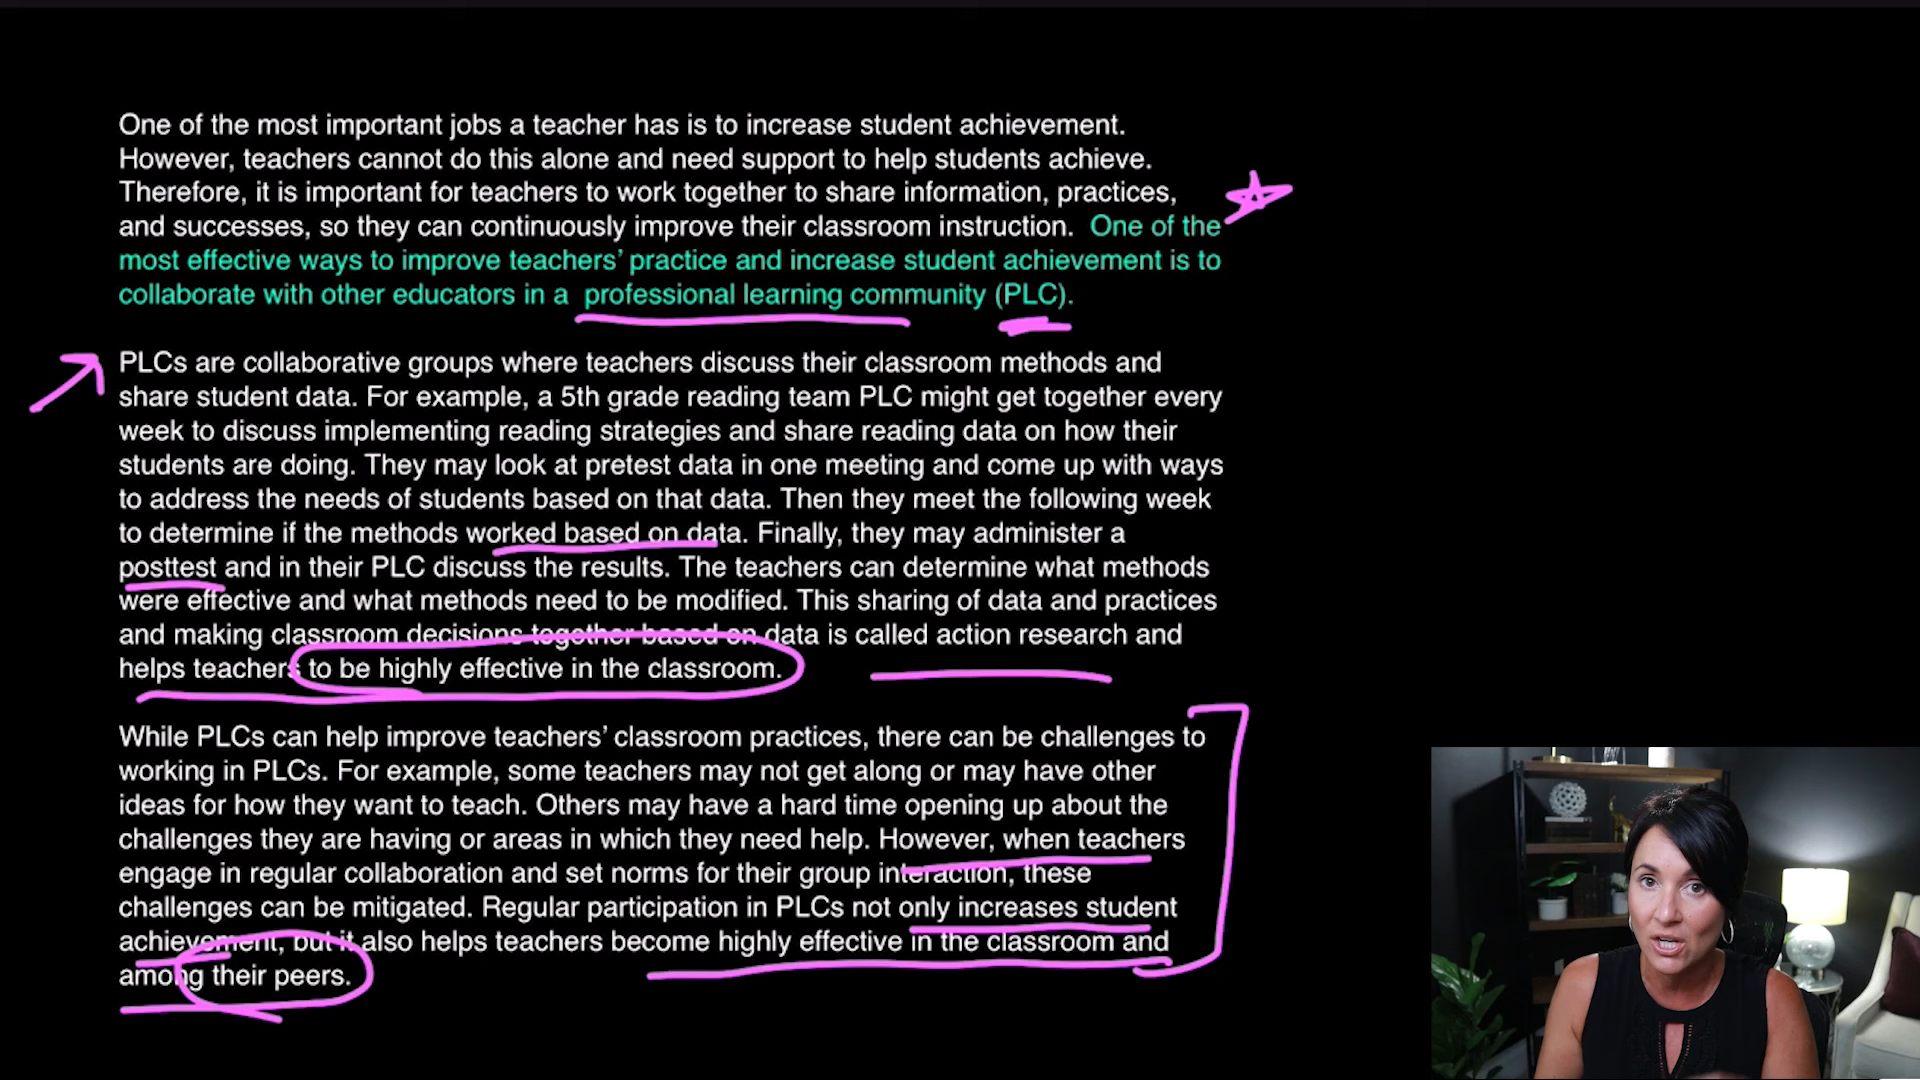 One of the most important jobs a teacher has is to increase student achievement.
However, teachers cannot do this alone and need support to help students achieve.
Therefore, it is important for teachers to work together to share information, practices,
and successes, so they can continuously improve their classroom instruction. One of the
most effective ways to improve teachers’ practice and increase student achievement is to
collaborate with other educators in a professional learning community (PLC).
PLCs are collaborative groups where teachers discuss their classroom methods and
share student data. For example, a 5th grade reading team PLC might get together every
week to discuss implementing reading strategies and share reading data on how their
students are doing. They may look at pretest data in one meeting and come up with ways
to address the needs of students based on that data. Then they meet the following week
to determine if the methods worked based on data. Finally, they may administer a
posttest and in their PLC discuss the results. The teachers can determine what methods
were effective and what methods need to be modified. This sharing of data and practices
and making classroom decisions together based on data is called action research and
helps teachers to be highly effective in the classroom.
While PLCs can help improve teachers’ classroom practices, there can be challenges to
working in PLCs. For example, some teachers may not get along or may have other
ideas for how they want to teach. Others may have a hard time opening up about the
challenges they are having or areas in which they need help. However, when teachers
engage in regular collaboration and set norms for their group interaction, these
challenges can be mitigated. Regular participation in PLCs not only increases student
achievement, but it also helps teachers become highly effective in the classroom and
among their peers.